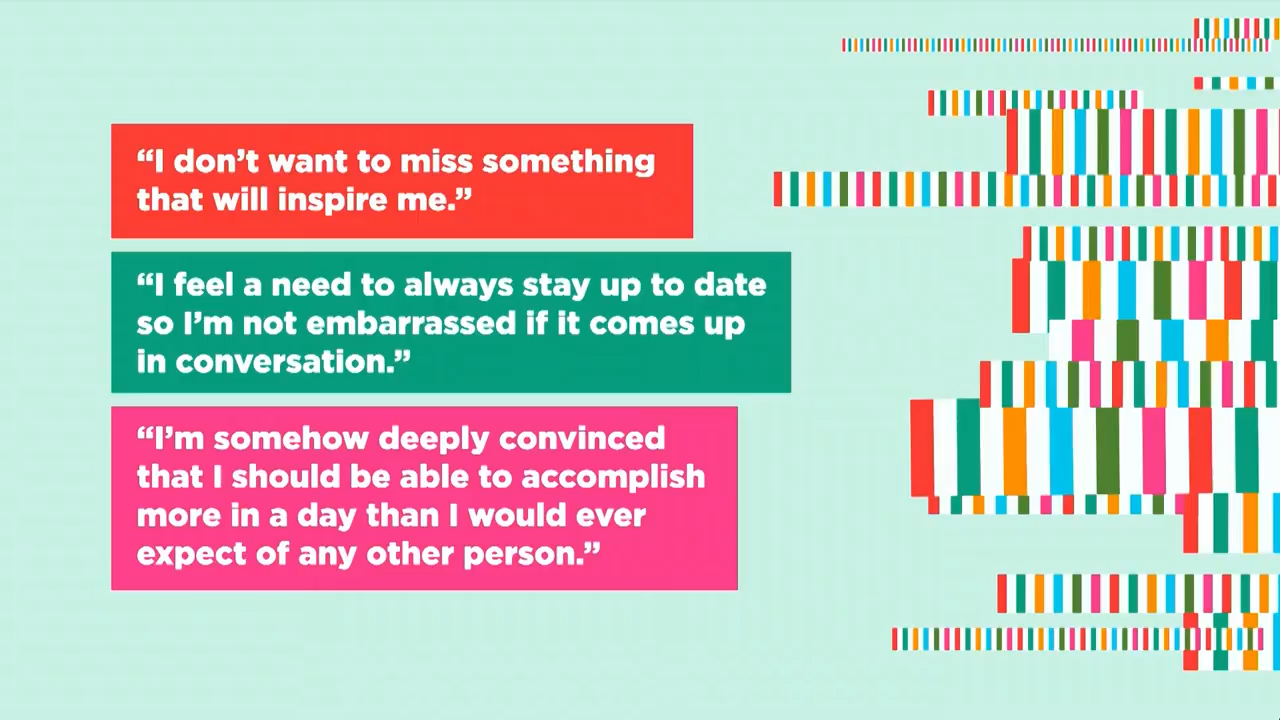 “I don’t want to miss something
that will inspire me.”
“I feel a need to always stay up to date
so I’m not embarrassed if it comes up
in conversation.”
“I’m somehow deeply convinced
that I should be able to accomplish
more in a day than I would ever
expect of any other person.”